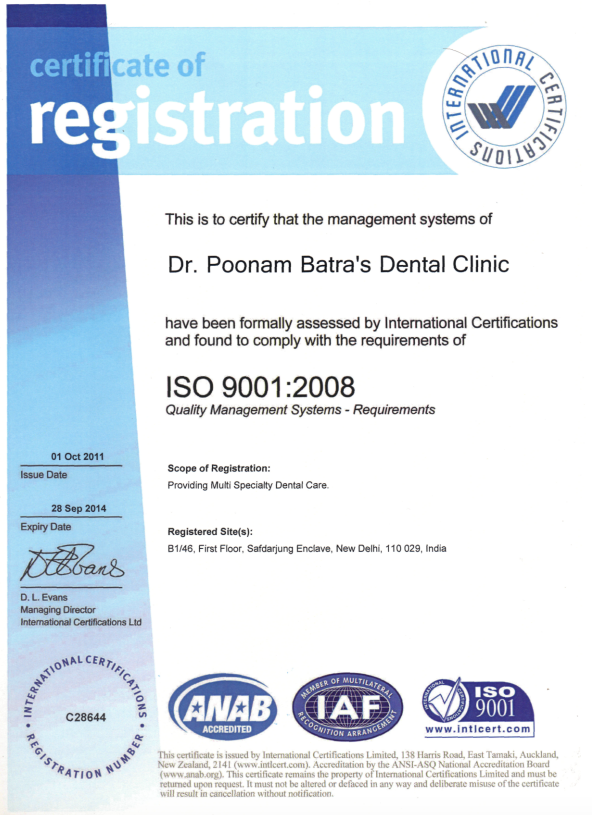 certificate of
registration
INTERNATIONAL CERTIFICATIONS
This is to certify that the management systems of
Dr. Poonam Batra's Dental Clinic
have been formally assessed by International Certifications
and found to comply with the requirements of
ISO 9001:2008
Quality Management Systems - Requirements
01 Oct 2011
Issue Date
28 Sep 2014
Expiry Date
Scope of Registration:
Providing Multi Specialty Dental Care.
Registered Site(s):
B1/46, First Floor, Safdarjung Enclave, New Delhi, 110 029, India
D. L. Evans
Managing Director
International Certifications Ltd
INTERNATIONAL CERTIFICATIONS
C28644
REGISTRATION NUMBER
ANAB
ACCREDITED
MEMBER OF MULTILATERAL
IAF
RECOGNITION ARRANGEMENT
ISO
9001
www.intlcert.com
This certificate is issued by International Certifications Limited, 138 Harris Road, East Tamaki, Auckland,
New Zealand, 2141 (www.intlcert.com). Accreditation by the ANSI-ASQ National Accreditation Board
(www.anab.org). This certificate remains the property of International Certifications Limited and must be
returned upon request. It must not be altered or defaced in any way and deliberate misuse of the certificate
will result in cancellation without notification.